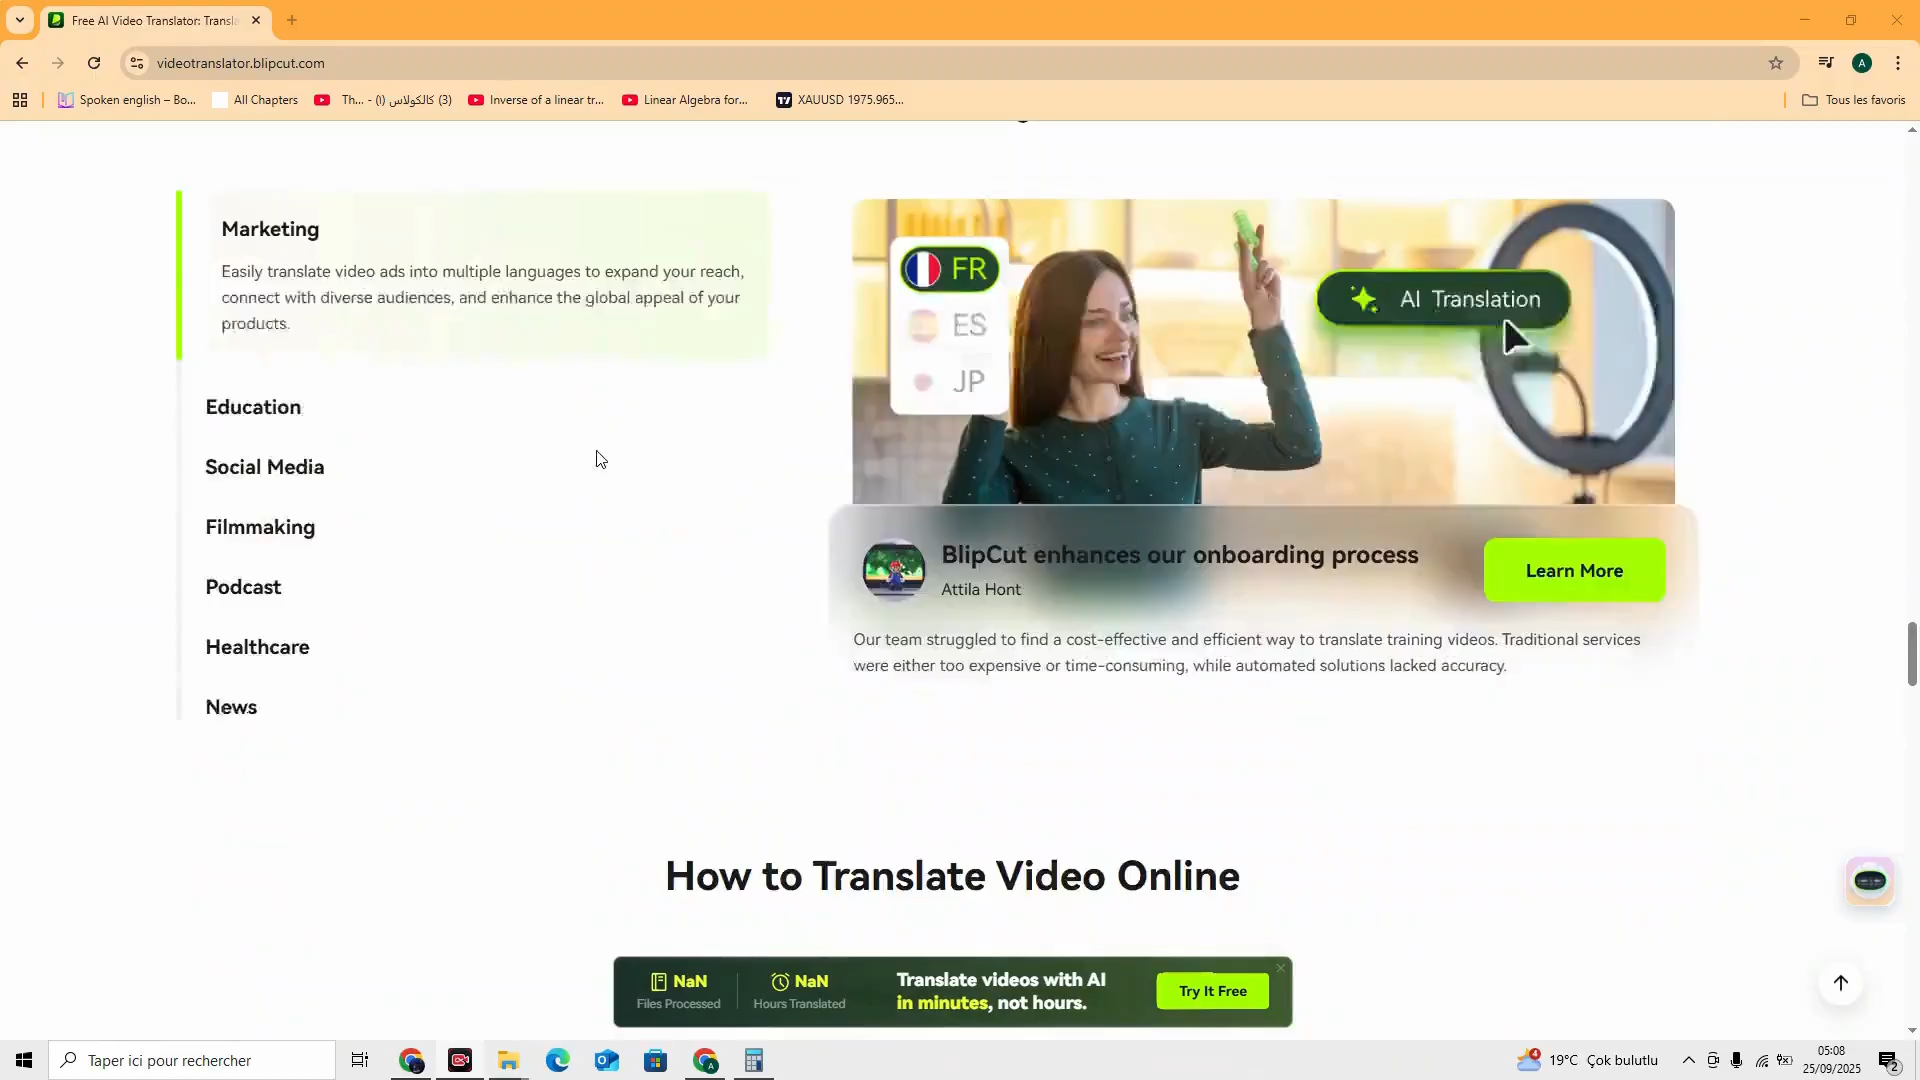 Free AI Video Translator: Transla
videotranslator.blipcut.com
A
Spoken english – Bo...
All Chapters
Inverse of a linear tr...
Linear Algebra for...
XAUUSD 1975.965...
Tous les favoris
Marketing
Easily translate video ads into multiple languages to expand your reach,
connect with diverse audiences, and enhance the global appeal of your
products.
Education
Social Media
Filmmaking
Podcast
Healthcare
News
FR
ES
JP
AI Translation
BlipCut enhances our onboarding process
Attila Hont
Learn More
Our team struggled to find a cost-effective and efficient way to translate training videos. Traditional services
were either too expensive or time-consuming, while automated solutions lacked accuracy.
How to Translate Video Online
NaN
Files Processed
NaN
Hours Translated
Translate videos with AI
in minutes, not hours.
Try It Free
Taper ici pour rechercher
A
4
19°C Çok bulutlu
05:08
25/09/2025
2